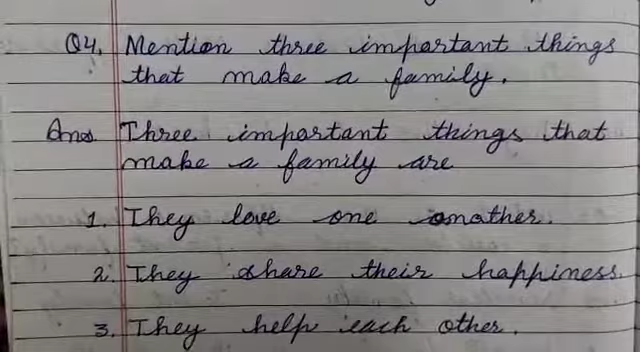 Q4. Mention three important things
that make a family.
Ans Three important things that
make a family are
1. They love one another.
2. They share their happiness.
3. They help each other.